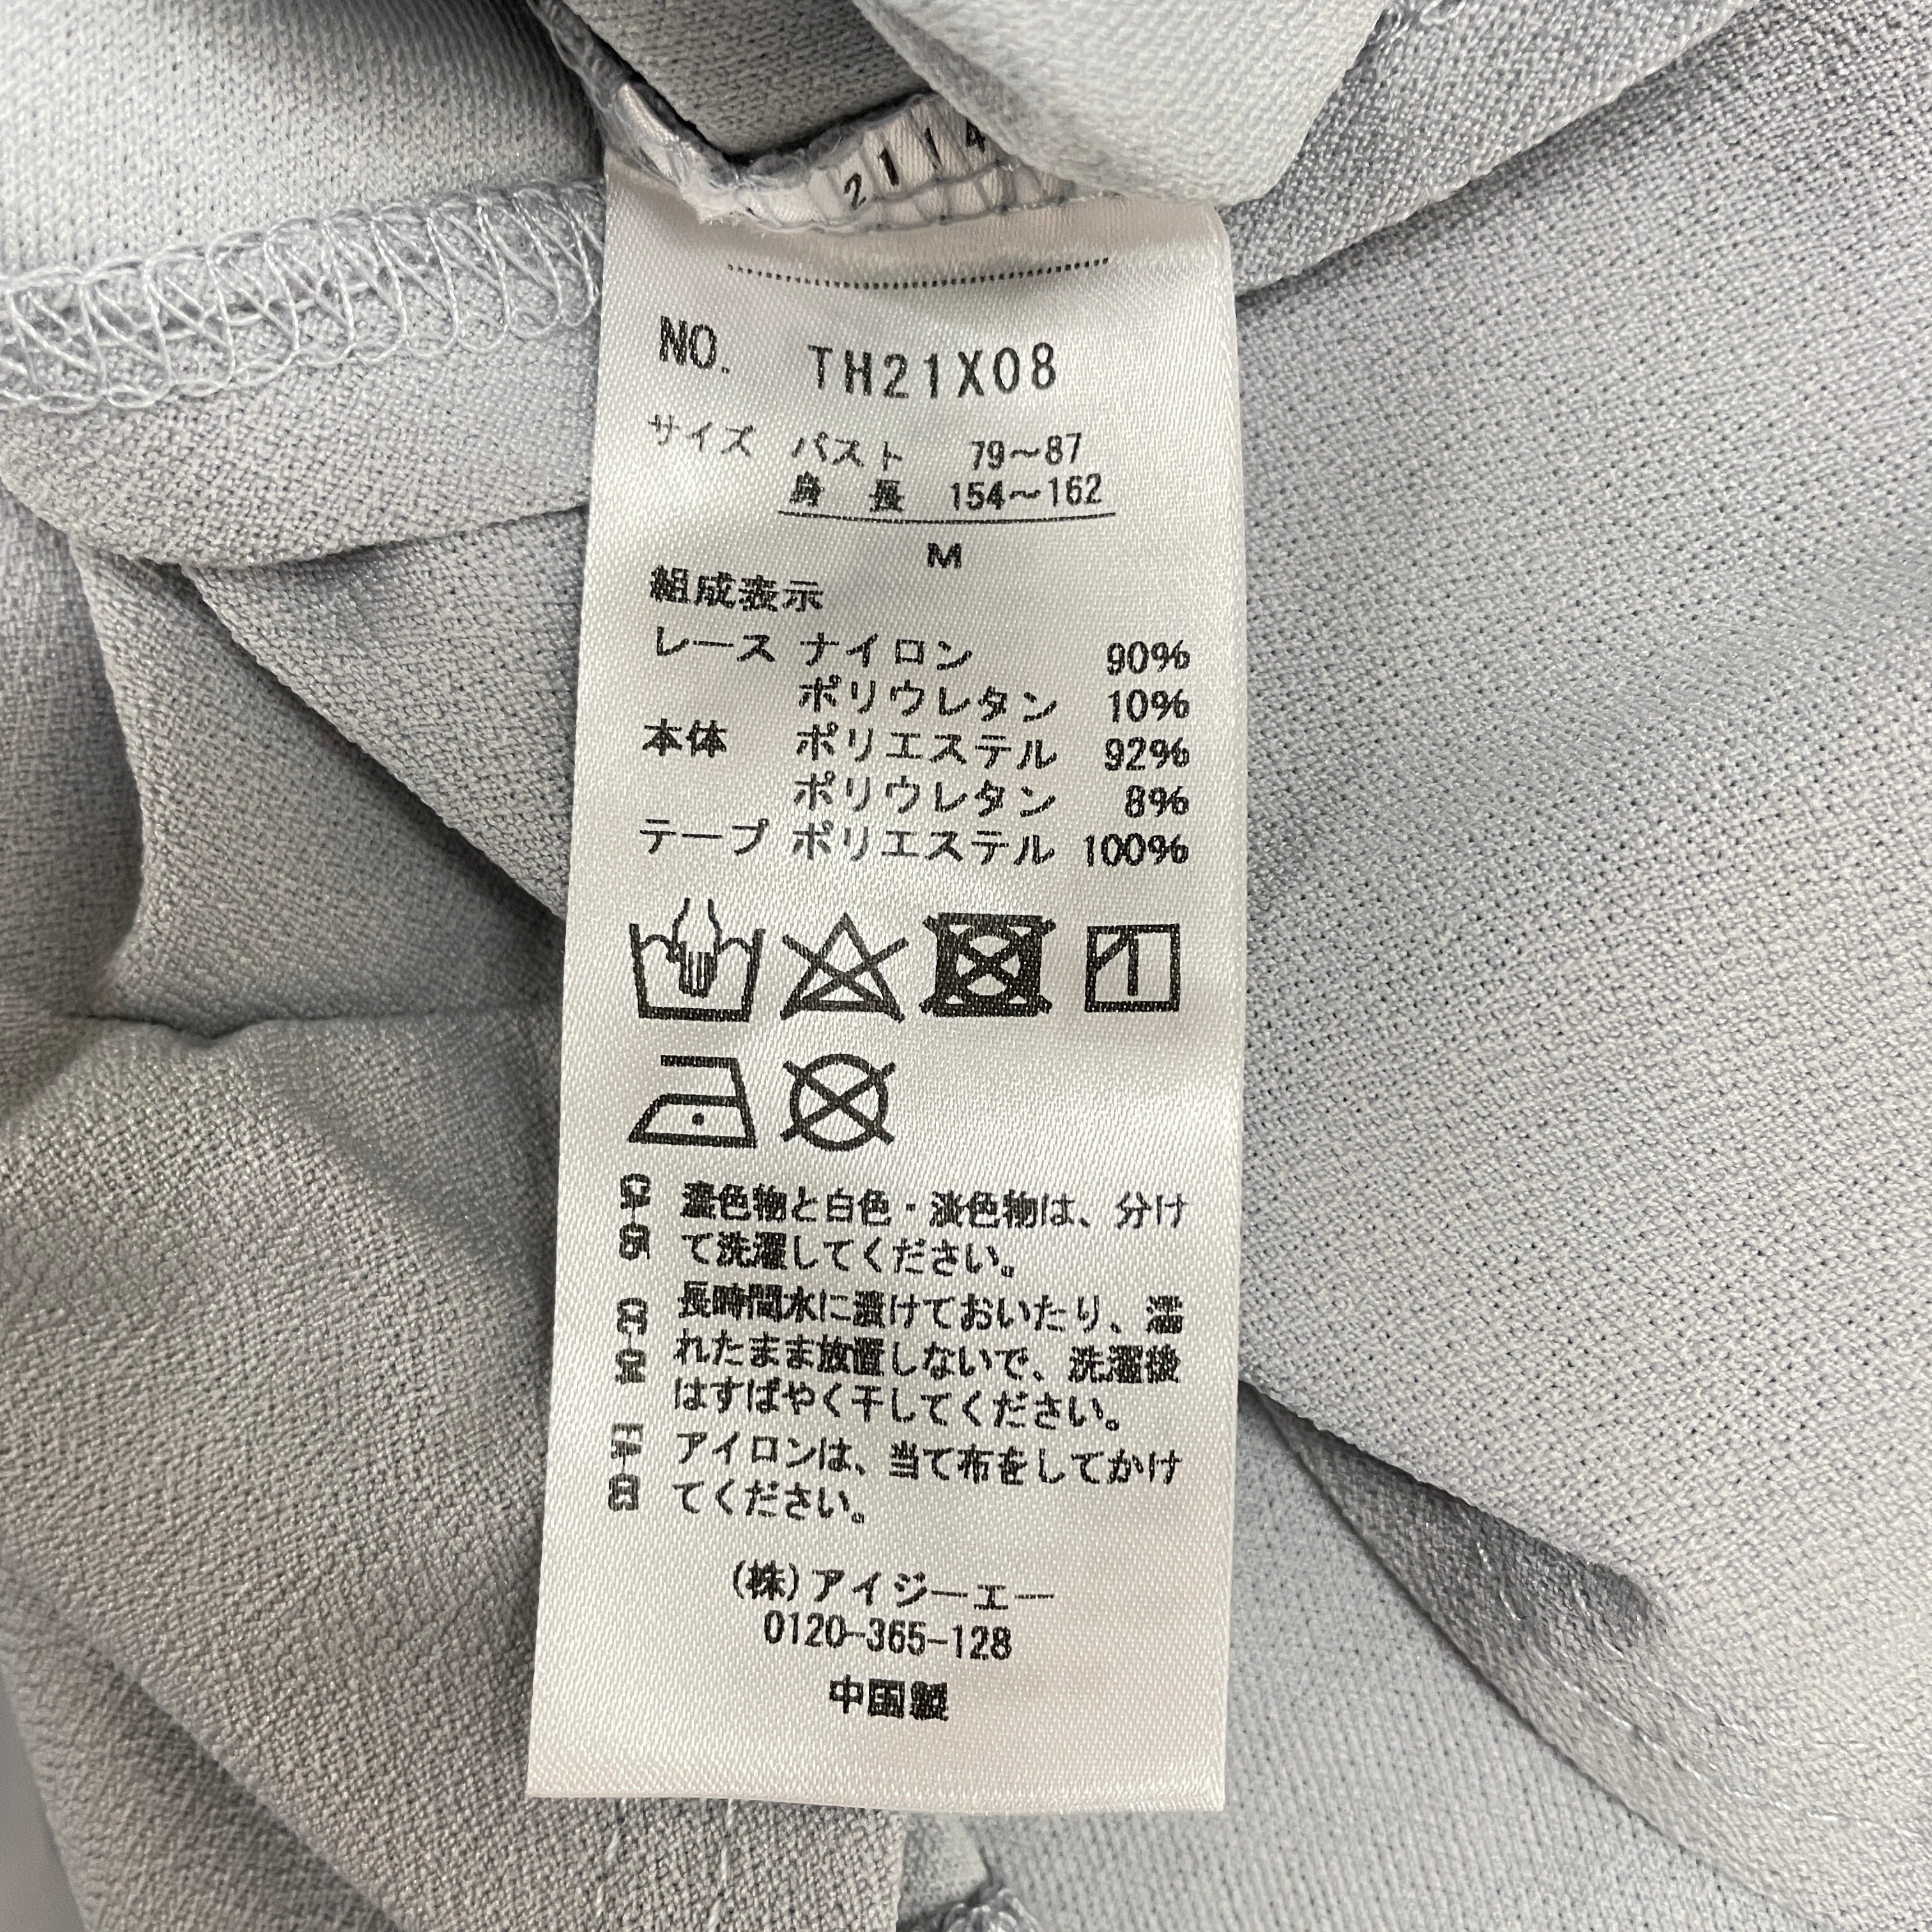 2114
NO. TH21X08
サイズ バスト 79～87
身長 154～162
M
組成表示
レース ナイロン 90%
ポリウレタン 10%
本体 ポリエステル 92%
ポリウレタン 8%
テープ ポリエステル 100%
濃色物と白色・淡色物は、分け
て洗濯してください。
長時間水に漬けておいたり、濡
れたまま放置しないで、洗濯後
はすばやく干してください。
アイロンは、当て布をしてかけ
てください。
(株)アイジーエー
0120-365-128
中国製